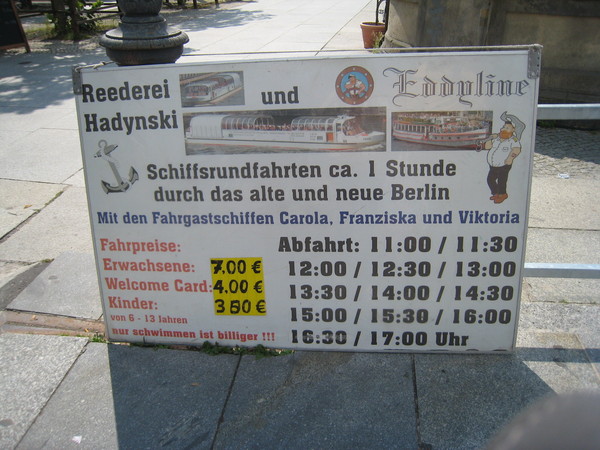 Reederei
Hadynski
und
Eddyline
Schiffsrundfahrten ca. 1 Stunde
durch das alte und neue Berlin
Mit den Fahrgastschiffen Carola, Franziska und Viktoria
Fahrpreise:
Erwachsene: 7.00 €
Welcome Card: 4.00 €
Kinder: 3 50 €
von 6 - 13 Jahren
nur schwimmen ist billiger !!!
Abfahrt: 11:00 / 11:30
12:00 / 12:30 / 13:00
13:30 / 14:00 / 14:30
15:00 / 15:30 / 16:00
16:30 / 17:00 Uhr